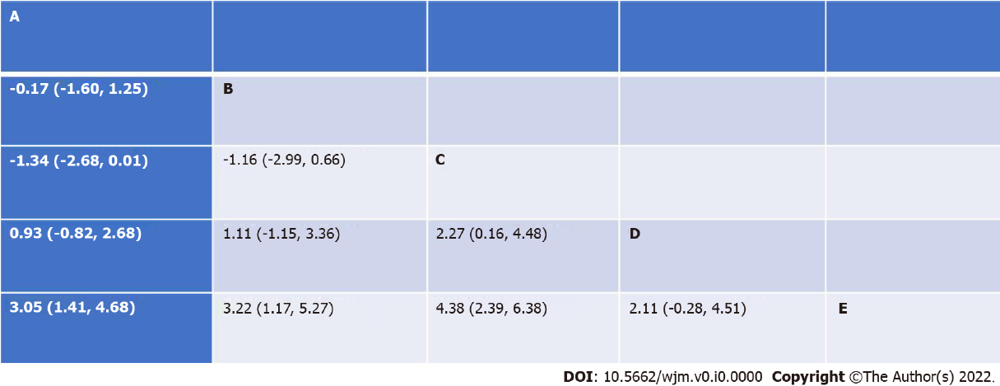 A
-0.17 (-1.60, 1.25) B
-1.34 (-2.68, 0.01) -1.16 (-2.99, 0.66) C
0.93 (-0.82, 2.68) 1.11 (-1.15, 3.36) 2.27 (0.16, 4.48) D
3.05 (1.41, 4.68) 3.22 (1.17, 5.27) 4.38 (2.39, 6.38) 2.11 (-0.28, 4.51) E
DOI: 10.5662/wjm.v0.i0.0000 Copyright ©The Author(s) 2022.